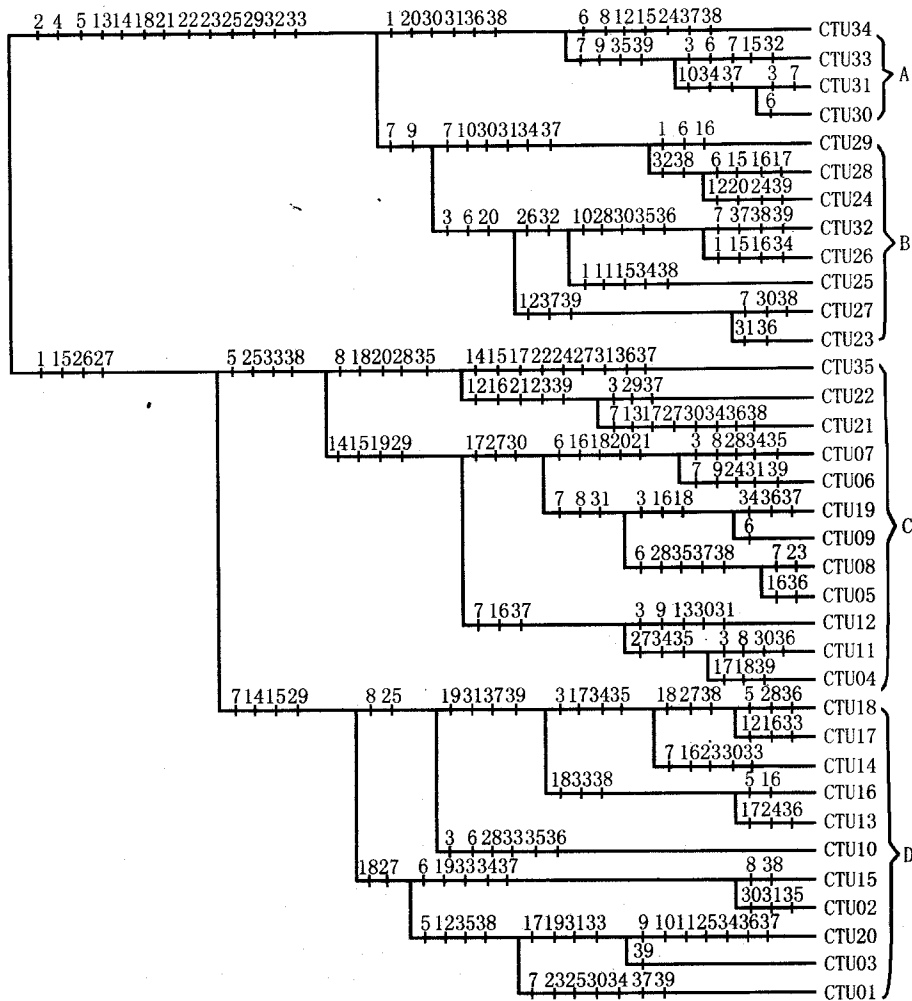 2 4 5 13 14 18 21 22 23 25 29 32 33
1 20 30 31 36 38
6 8 12 15 24 37 38
CTU34
7 9 35 39
3 6 7 15 32
CTU33
A
10 34 37
3 7
CTU31
6
CTU30
7 9
7 10 30 31 34 37
1 6 16
CTU29
32 38
6 15 16 17
CTU28
12 20 24 39
CTU24
3 6 20
26 32
10 28 30 35 36
7 37 38 39
CTU32
B
1 15 16 34
CTU26
1 11 15 34 38
CTU25
12 37 39
7 30 38
CTU27
31 36
CTU23
1 15 26 27
5 25 33 38
8 18 20 28 35
14 15 17 22 24 27 31 36 37
CTU35
12 16 21 23 39
3 29 37
CTU22
7 13 17 27 30 34 36 38
CTU21
14 15 19 29
17 27 30
6 16 18 20 21
3 8 28 34 35
CTU07
7 9 24 31 39
CTU06
7 8 31
3 16 18
34 36 37
CTU19
C
6
CTU09
6 28 35 37 38
7 23
CTU08
16 36
CTU05
7 16 37
3 9 13 30 31
CTU12
27 34 35
3 8 30 36
CTU11
17 18 39
CTU04
7 14 15 29
8 25
19 31 37 39
3 17 34 35
18 27 38
5 28 36
CTU18
12 16 33
CTU17
7 16 23 30 33
CTU14
18 33 38
5 16
CTU16
17 24 36
CTU13
3 6 28 33 35 36
CTU10
D
18 27
6 19 33 34 37
8 38
CTU15
30 31 35
CTU02
5 12 35 38
17 19 31 33
9 10 11 25 34 36 37
CTU20
39
CTU03
7 23 25 30 34 37 39
CTU01